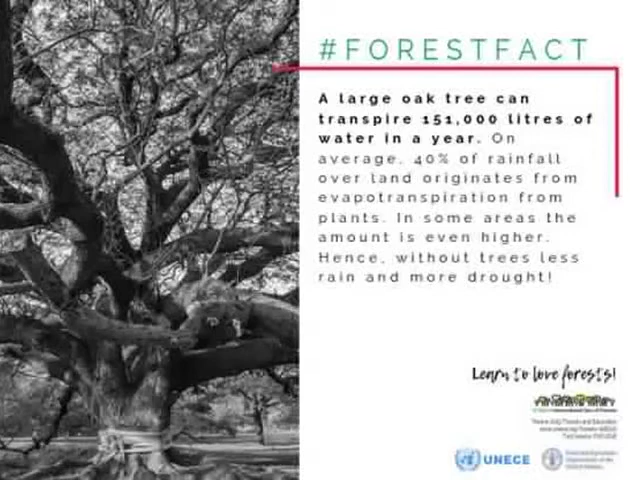 #FORESTFACT
A large oak tree can
transpire 151,000 litres of
water in a year. On
average, 40% of rainfall
over land originates from
evapotranspiration from
plants. In some areas the
amount is even higher.
Hence, without trees less
rain and more drought!
Learn to love forests!
UNECE